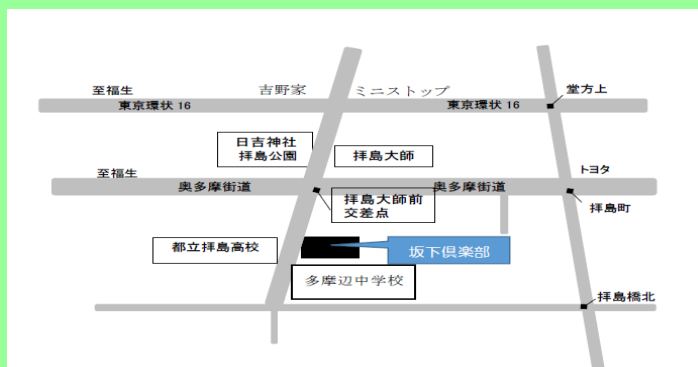 至福生
吉野家
ミニストップ
堂方上
東京環状 16
東京環状 16
日吉神社
拝島公園
拝島大師
至福生
トヨタ
奥多摩街道
奥多摩街道
拝島大師前
交差点
拝島町
都立拝島高校
坂下倶楽部
多摩辺中学校
拝島橋北